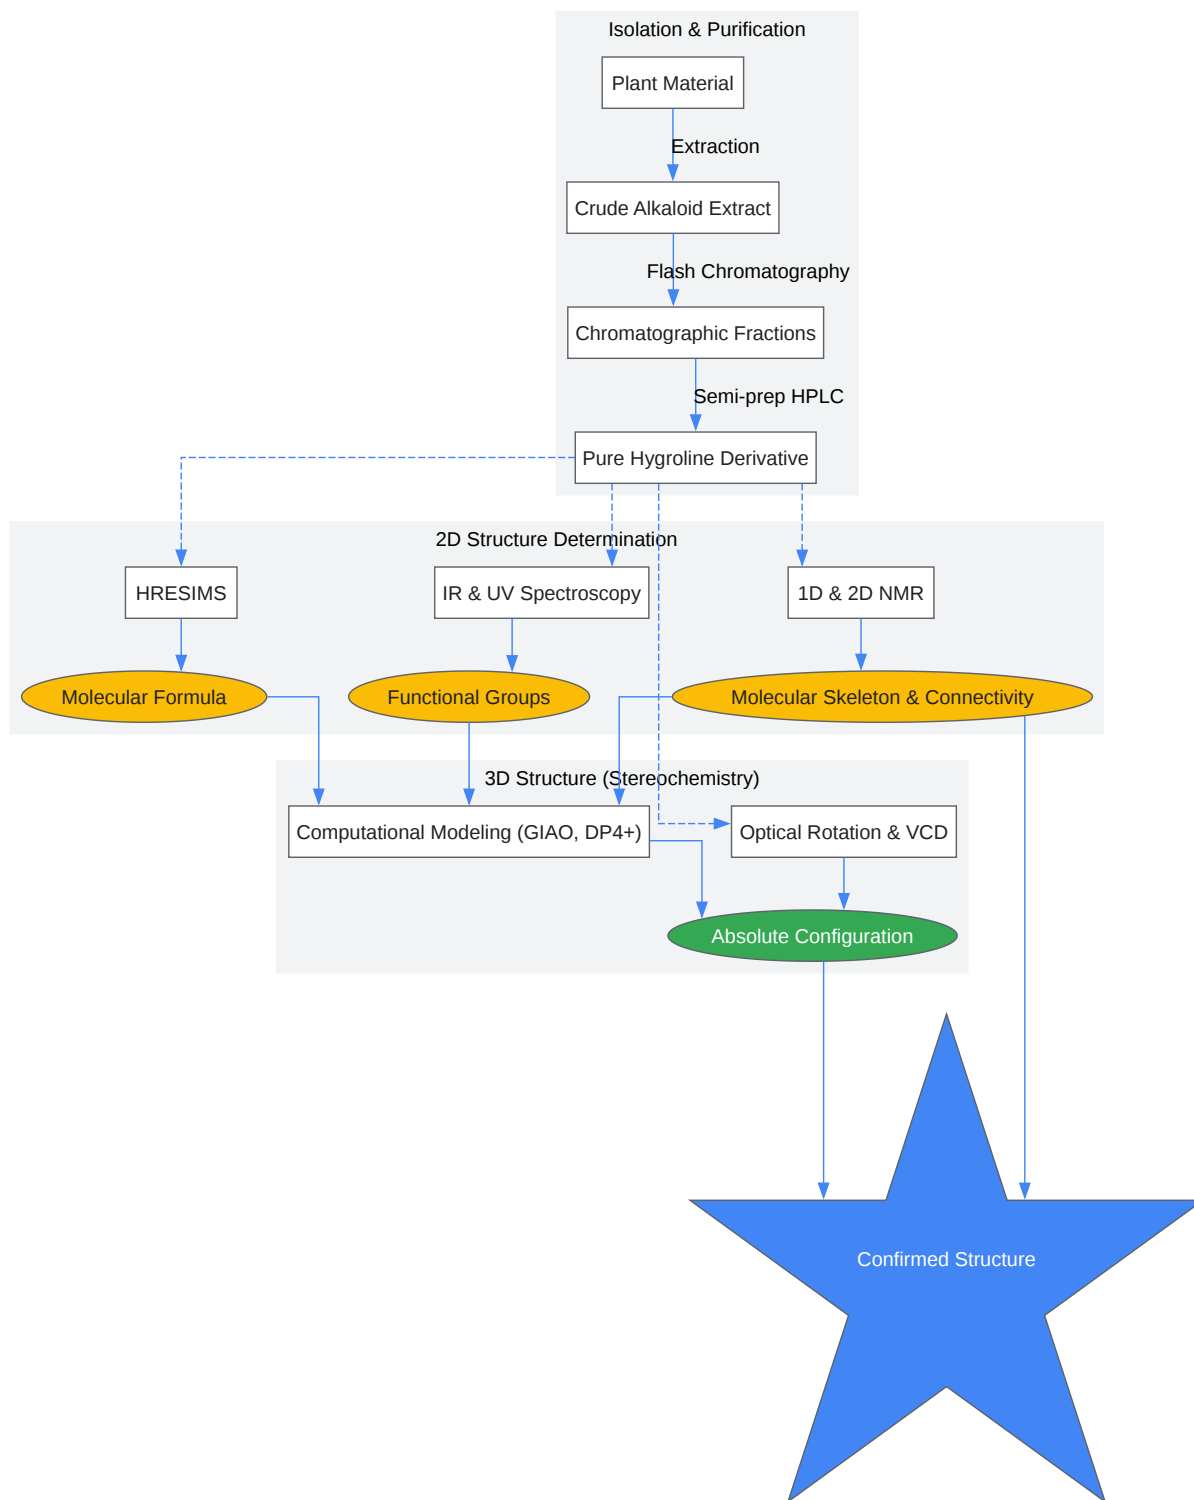 Isolation & Purification
Plant Material
Extraction
Crude Alkaloid Extract
Flash Chromatography
Chromatographic Fractions
Semi-prep HPLC
Pure Hygroline Derivative
2D Structure Determination
HRESIMS
IR & UV Spectroscopy
1D & 2D NMR
Molecular Formula
Functional Groups
Molecular Skeleton & Connectivity
3D Structure (Stereochemistry)
Computational Modeling (GIAO, DP4+)
Optical Rotation & VCD
Absolute Configuration
Confirmed Structure